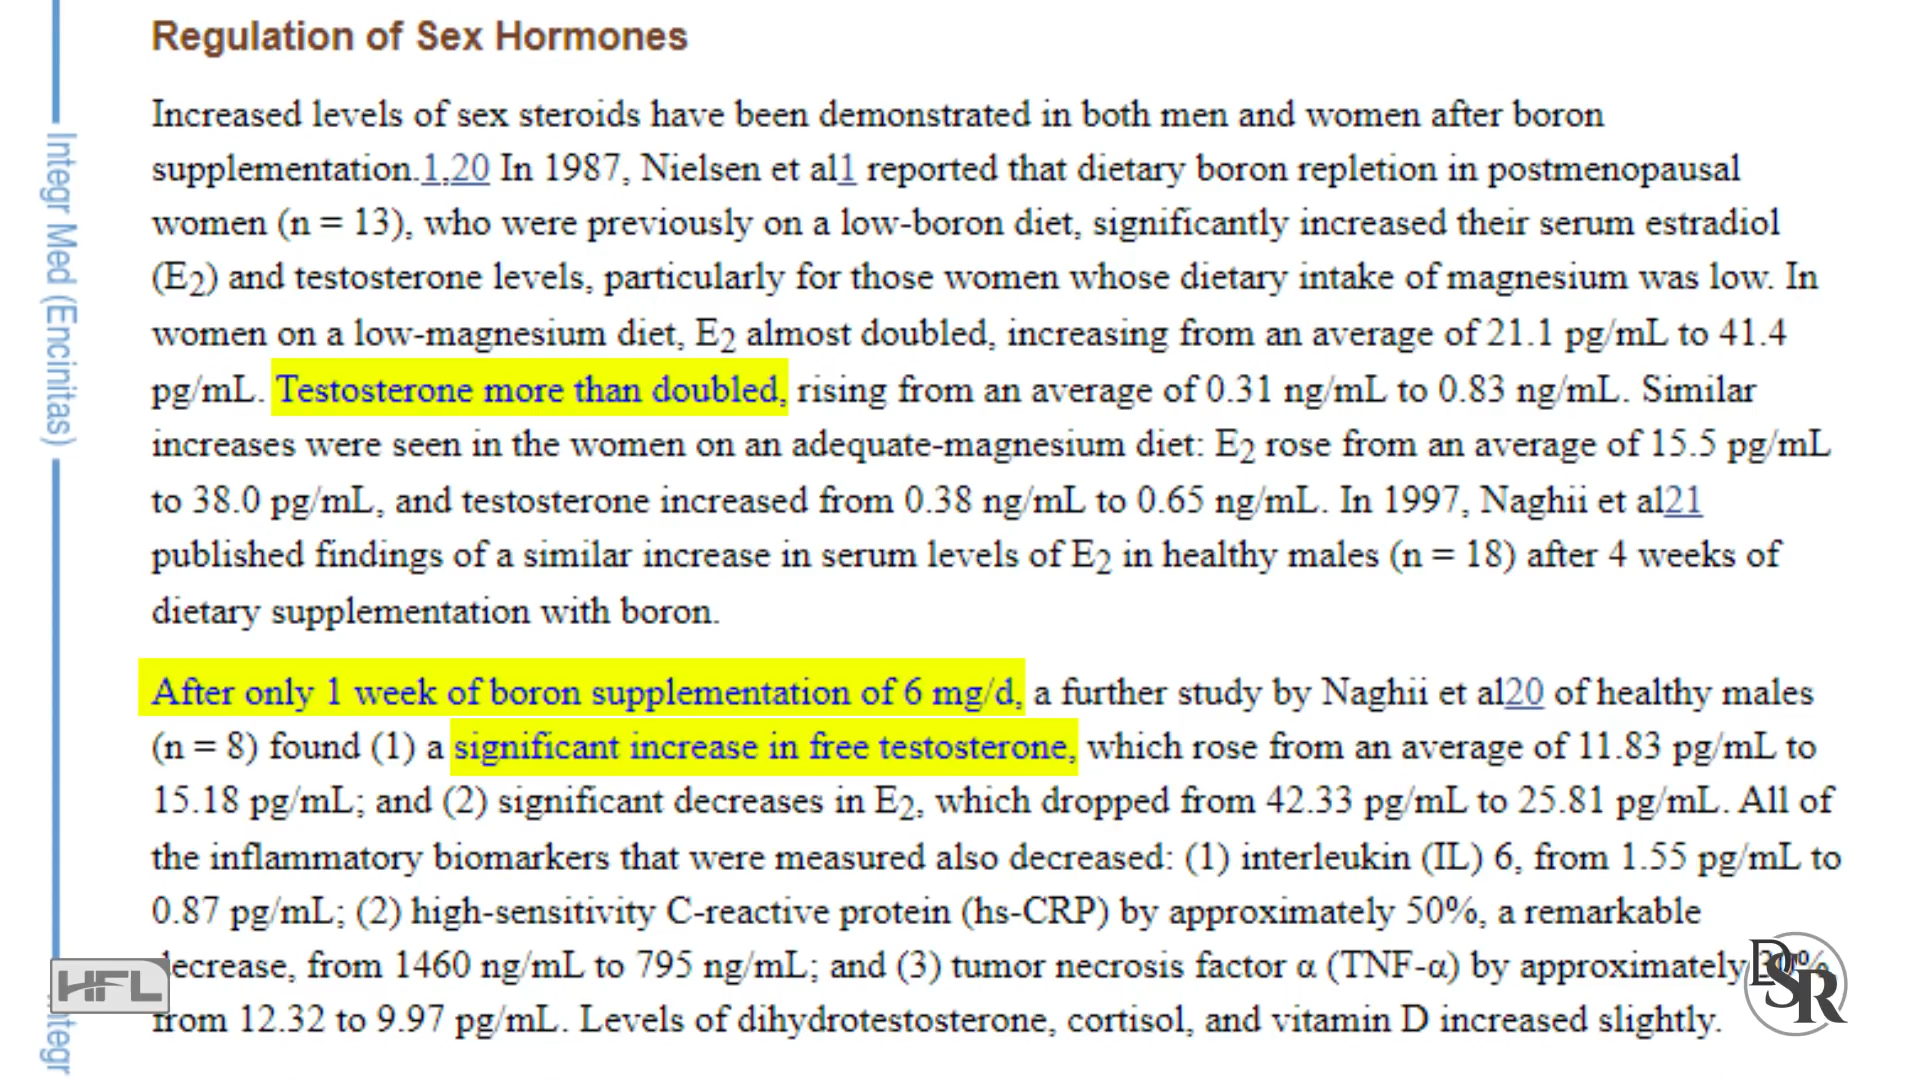 Regulation of Sex Hormones
Increased levels of sex steroids have been demonstrated in both men and women after boron
supplementation.1,20 In 1987, Nielsen et al1 reported that dietary boron repletion in postmenopausal
women (n = 13), who were previously on a low-boron diet, significantly increased their serum estradiol
(E2) and testosterone levels, particularly for those women whose dietary intake of magnesium was low. In
women on a low-magnesium diet, E2 almost doubled, increasing from an average of 21.1 pg/mL to 41.4
pg/mL. Testosterone more than doubled, rising from an average of 0.31 ng/mL to 0.83 ng/mL. Similar
increases were seen in the women on an adequate-magnesium diet: E2 rose from an average of 15.5 pg/mL
to 38.0 pg/mL, and testosterone increased from 0.38 ng/mL to 0.65 ng/mL. In 1997, Naghii et al21
published findings of a similar increase in serum levels of E2 in healthy males (n = 18) after 4 weeks of
dietary supplementation with boron.
After only 1 week of boron supplementation of 6 mg/d, a further study by Naghii et al20 of healthy males
(n = 8) found (1) a significant increase in free testosterone, which rose from an average of 11.83 pg/mL to
15.18 pg/mL; and (2) significant decreases in E2, which dropped from 42.33 pg/mL to 25.81 pg/mL. All of
the inflammatory biomarkers that were measured also decreased: (1) interleukin (IL) 6, from 1.55 pg/mL to
0.87 pg/mL; (2) high-sensitivity C-reactive protein (hs-CRP) by approximately 50%, a remarkable
decrease, from 1460 ng/mL to 795 ng/mL; and (3) tumor necrosis factor α (TNF-α) by approximately
from 12.32 to 9.97 pg/mL. Levels of dihydrotestosterone, cortisol, and vitamin D increased slightly.
Integr Med (Encinitas)
ntegr
HFL
DSR